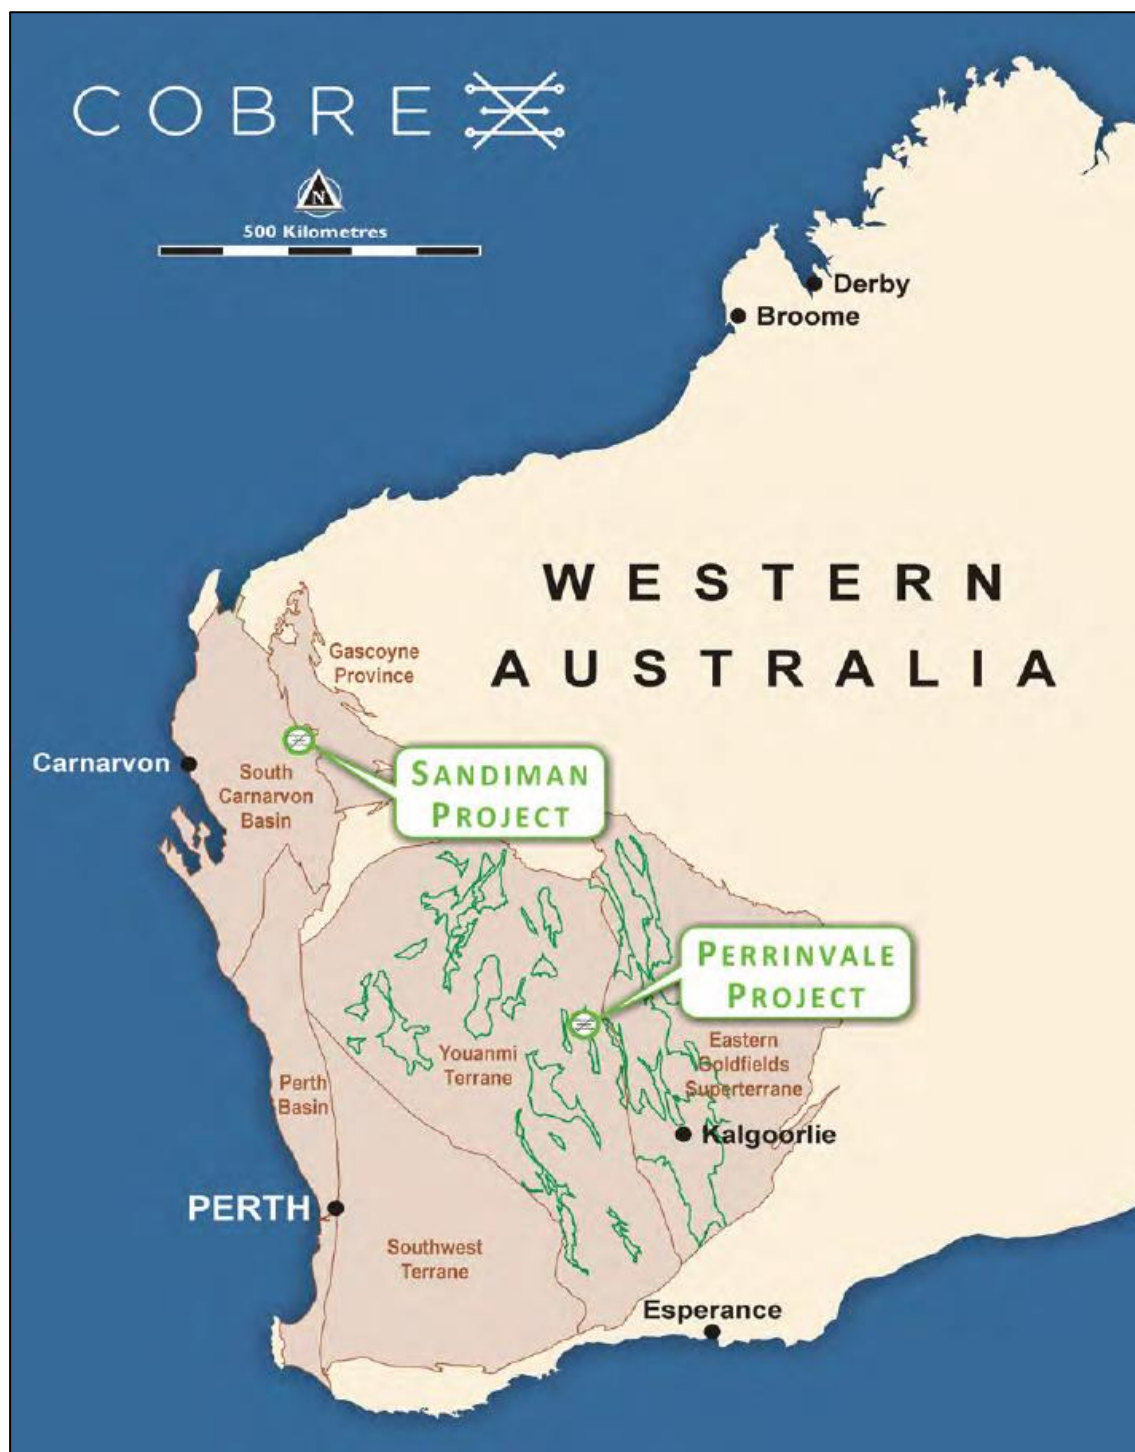 COBRE
N
500 Kilometres
Derby
Broome
WESTERN
AUSTRALIA
Gascoyne
Province
Carnarvon
South
Carnarvon
Basin
SANDIMAN
PROJECT
PERRINVALE
PROJECT
Youanmi
Terrane
Eastern
Goldfields
Superterrane
Perth
Basin
Kalgoorlie
PERTH
Southwest
Terrane
Esperance